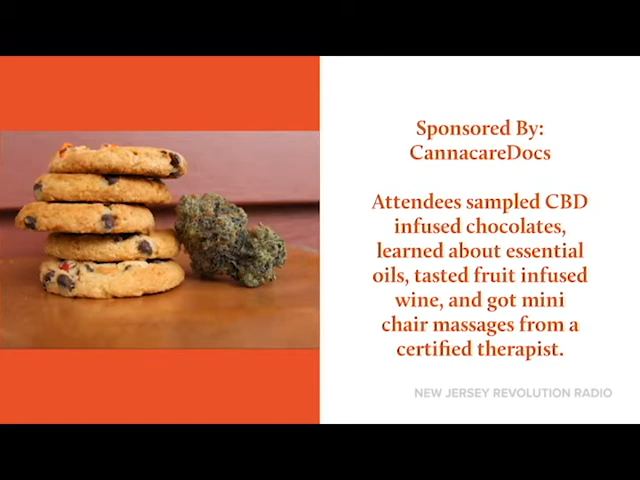 Sponsored By:
CannacareDocs
Attendees sampled CBD
infused chocolates,
learned about essential
oils, tasted fruit infused
wine, and got mini
chair massages from a
certified therapist.
NEW JERSEY REVOLUTION RADIO